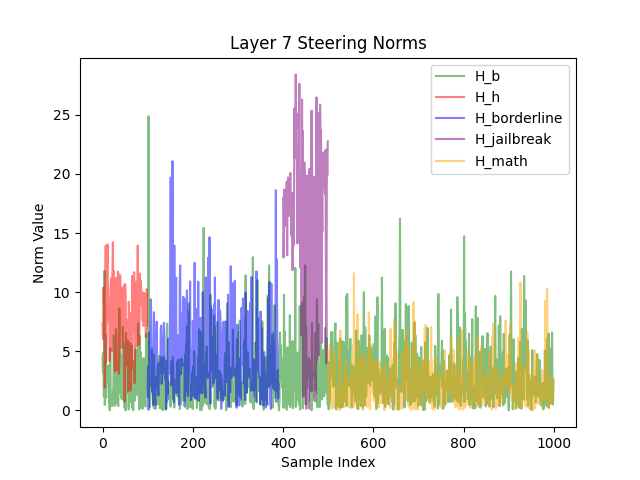 Layer 7 Steering Norms
Norm Value
25
20
15
10
5
0
H_b
H_h
H_borderline
H_jailbreak
H_math
0 200 400 600 800 1000
Sample Index